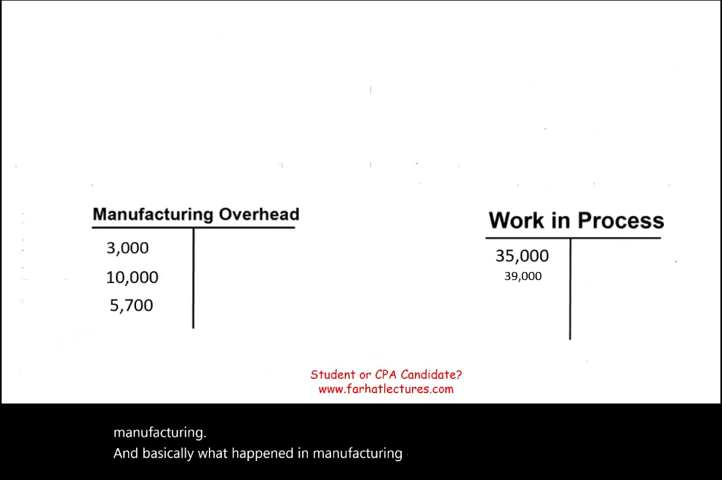 Manufacturing Overhead
3,000
10,000
5,700
Work in Process
35,000
39,000
Student or CPA Candidate?
www.farhatlectures.com
manufacturing.
And basically what happened in manufacturing